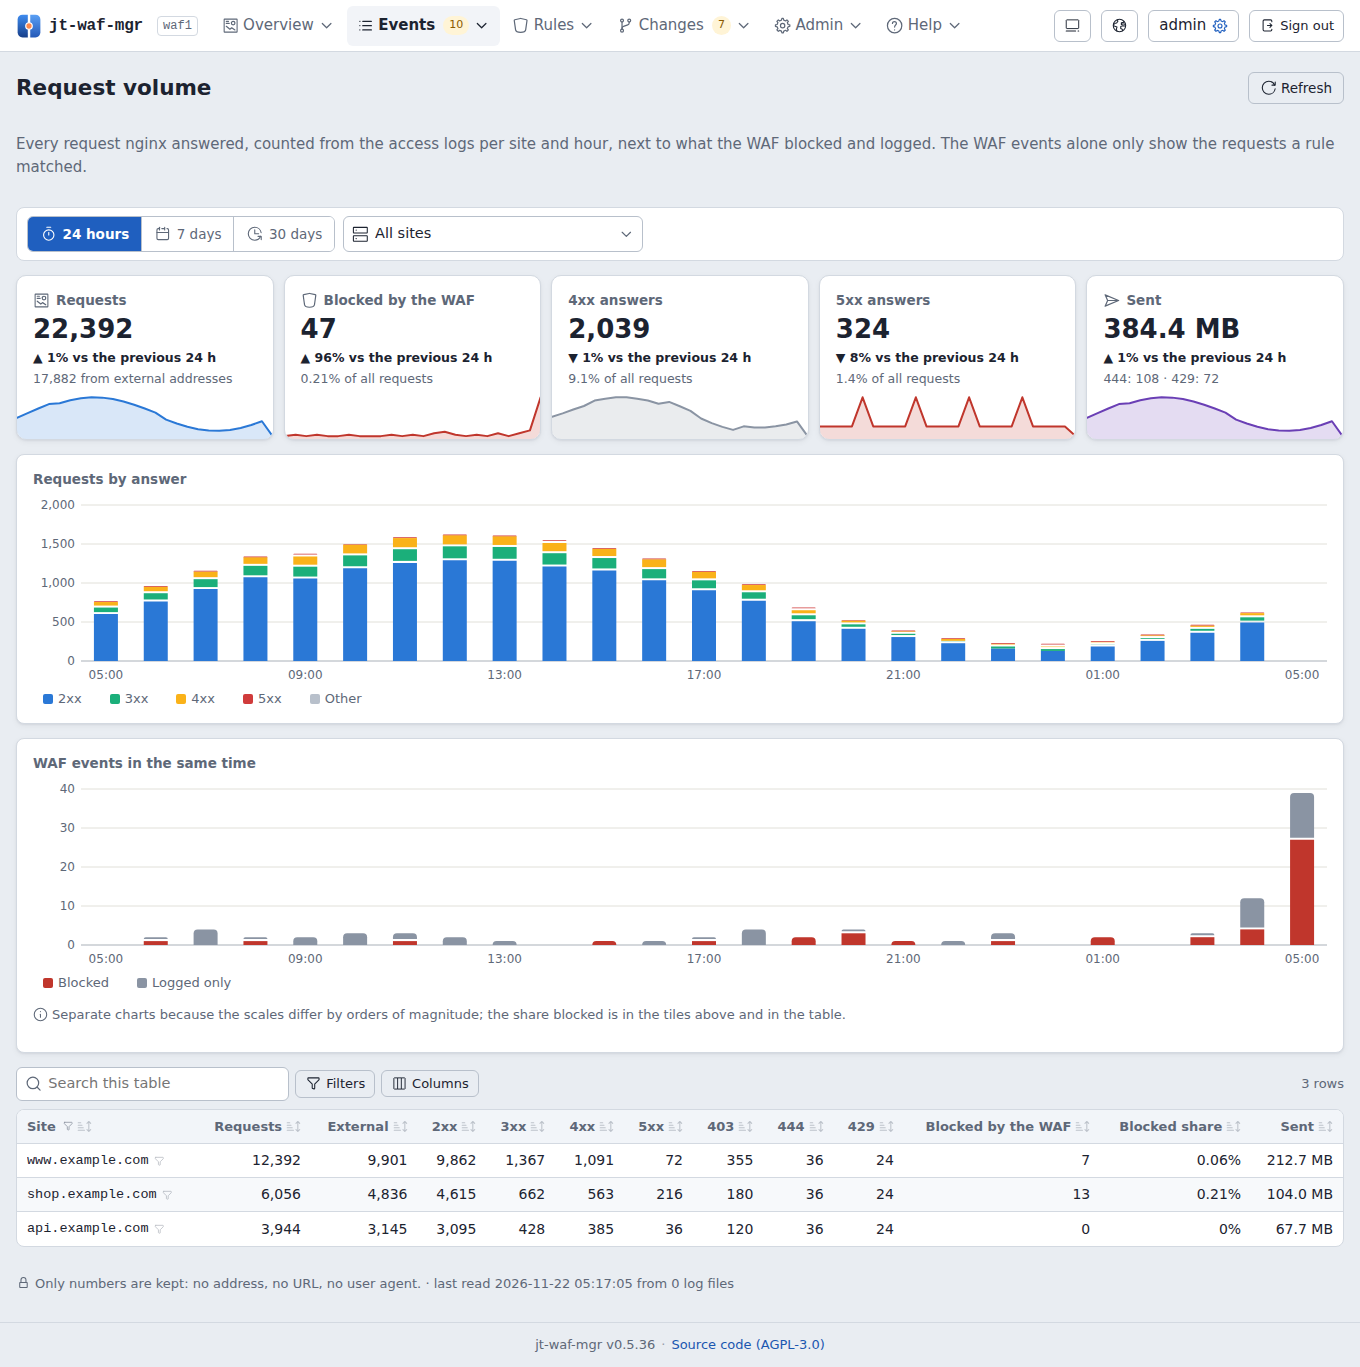 jt-waf-mgr waf1 Overview Events 10 Rules Changes 7 Admin Help admin Sign out
Request volume
Refresh
Every request nginx answered, counted from the access logs per site and hour, next to what the WAF blocked and logged. The WAF events alone only show the requests a rule
matched.
24 hours 7 days 30 days All sites
Requests
22,392
▲ 1% vs the previous 24 h
17,882 from external addresses
Blocked by the WAF
47
▲ 96% vs the previous 24 h
0.21% of all requests
4xx answers
2,039
▼ 1% vs the previous 24 h
9.1% of all requests
5xx answers
324
▼ 8% vs the previous 24 h
1.4% of all requests
Sent
384.4 MB
▲ 1% vs the previous 24 h
444: 108 · 429: 72
Requests by answer
2,000
1,500
1,000
500
0
05:00 09:00 13:00 17:00 21:00 01:00 05:00
2xx 3xx 4xx 5xx Other
WAF events in the same time
40
30
20
10
0
05:00 09:00 13:00 17:00 21:00 01:00 05:00
Blocked Logged only
Separate charts because the scales differ by orders of magnitude; the share blocked is in the tiles above and in the table.
Search this table Filters Columns 3 rows
Site Requests External 2xx 3xx 4xx 5xx 403 444 429 Blocked by the WAF Blocked share Sent
www.example.com 12,392 9,901 9,862 1,367 1,091 72 355 36 24 7 0.06% 212.7 MB
shop.example.com 6,056 4,836 4,615 662 563 216 180 36 24 13 0.21% 104.0 MB
api.example.com 3,944 3,145 3,095 428 385 36 120 36 24 0 0% 67.7 MB
Only numbers are kept: no address, no URL, no user agent. · last read 2026-11-22 05:17:05 from 0 log files
jt-waf-mgr v0.5.36 · Source code (AGPL-3.0)